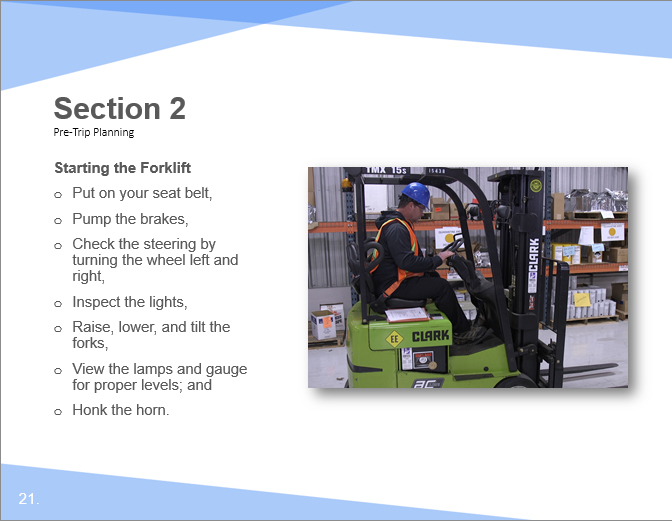 Section 2
Pre-Trip Planning
Starting the Forklift
o Put on your seat belt,
o Pump the brakes,
o Check the steering by
turning the wheel left and
right,
o Inspect the lights,
o Raise, lower, and tilt the
forks,
o View the lamps and gauge
for proper levels; and
o Honk the horn.
TMX 15s
15438
CLARK
EE
CLARK
21.